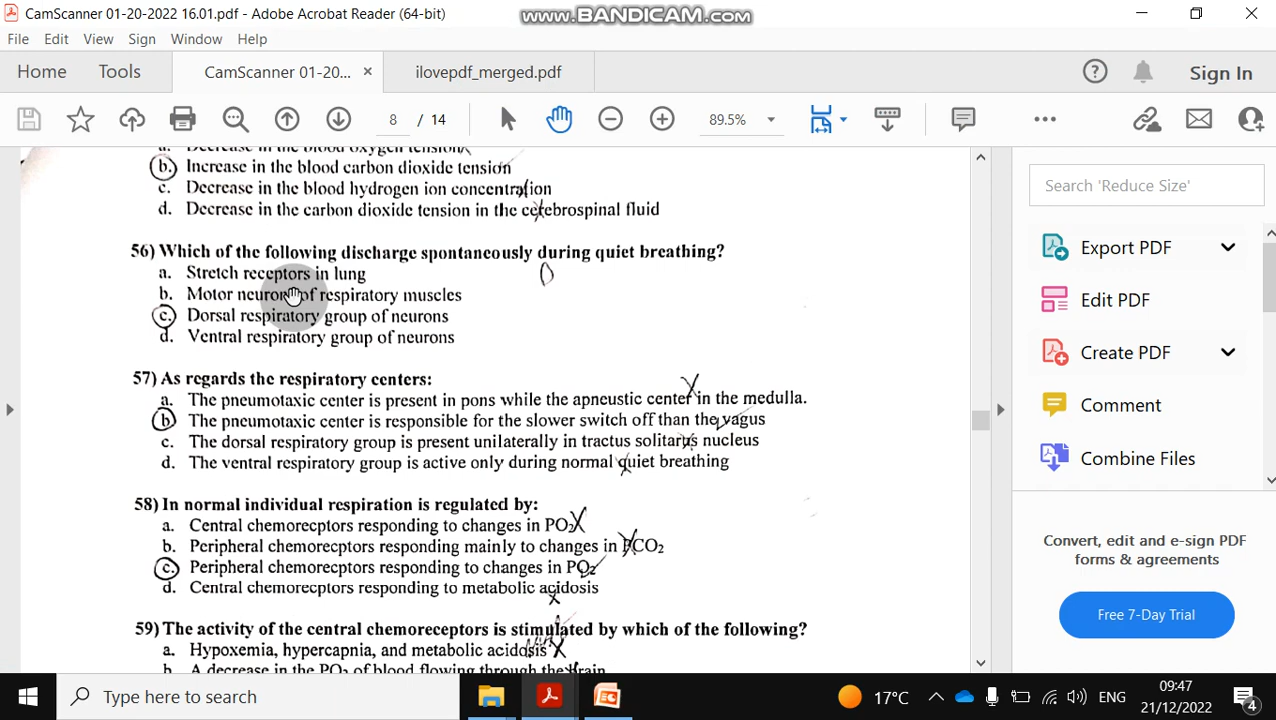 CamScanner 01-20-2022 16.01.pdf - Adobe Acrobat Reader (64-bit)
www.BANDICAM.com
File Edit View Sign Window Help
Home Tools CamScanner 01-20... × ilovepdf_merged.pdf Sign In
8 / 14 89.5%
a. Decrease in the blood oxygen tension
b. Increase in the blood carbon dioxide tension
c. Decrease in the blood hydrogen ion concentration
d. Decrease in the carbon dioxide tension in the cerebrospinal fluid
56) Which of the following discharge spontaneously during quiet breathing?
a. Stretch receptors in lung
b. Motor neurons of respiratory muscles
c. Dorsal respiratory group of neurons
d. Ventral respiratory group of neurons
57) As regards the respiratory centers:
a. The pneumotaxic center is present in pons while the apneustic center in the medulla.
b. The pneumotaxic center is responsible for the slower switch off than the vagus
c. The dorsal respiratory group is present unilaterally in tractus solitarus nucleus
d. The ventral respiratory group is active only during normal quiet breathing
58) In normal individual respiration is regulated by:
a. Central chemorecptors responding to changes in PO₂
b. Peripheral chemorecptors responding mainly to changes in PCO₂
c. Peripheral chemorecptors responding to changes in PO₂
d. Central chemorecptors responding to metabolic acidosis
59) The activity of the central chemoreceptors is stimulated by which of the following?
a. Hypoxemia, hypercapnia, and metabolic acidosis
b. A decrease in the PO₂ of blood flowing through the brain
Search 'Reduce Size'
Export PDF
Edit PDF
Create PDF
Comment
Combine Files
Convert, edit and e-sign PDF
forms & agreements
Free 7-Day Trial
Type here to search
17°C ENG
09:47
21/12/2022
4